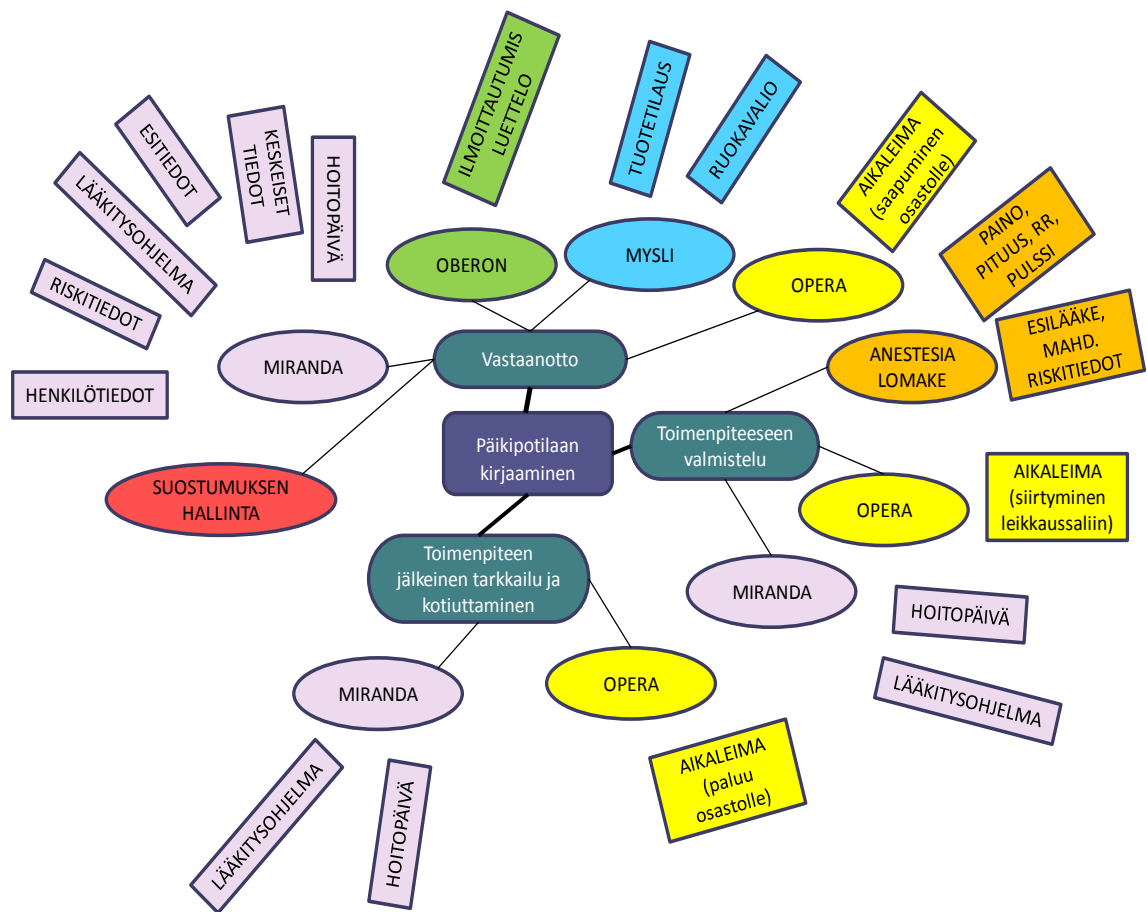 ILMOITTAUTUMIS
LUETTELO
TUOTETILAUS
RUOKAVALIO
AIKALEIMA
(saapuminen
osastolle)
ESITIEDOT
KESKEISET
TIEDOT
HOITOPÄIVÄ
LÄÄKITYSOHJELMA
RISKITIEDOT
HENKILÖTIEDOT
PAINO,
PITUUS, RR,
PULSSI
ESILÄÄKE,
MAHD.
RISKITIEDOT
OBERON
MYSLI
OPERA
MIRANDA
Vastaanotto
ANESTESIA
LOMAKE
Päikipotilaan
kirjaaminen
Toimenpiteeseen
valmistelu
SUOSTUMUKSEN
HALLINTA
OPERA
AIKALEIMA
(siirtyminen
leikkaussaliin)
Toimenpiteen
jälkeinen tarkkailu ja
kotiuttaminen
MIRANDA
HOITOPÄIVÄ
LÄÄKITYSOHJELMA
MIRANDA
OPERA
AIKALEIMA
(paluu
osastolle)
LÄÄKITYSOHJELMA
HOITOPÄIVÄ